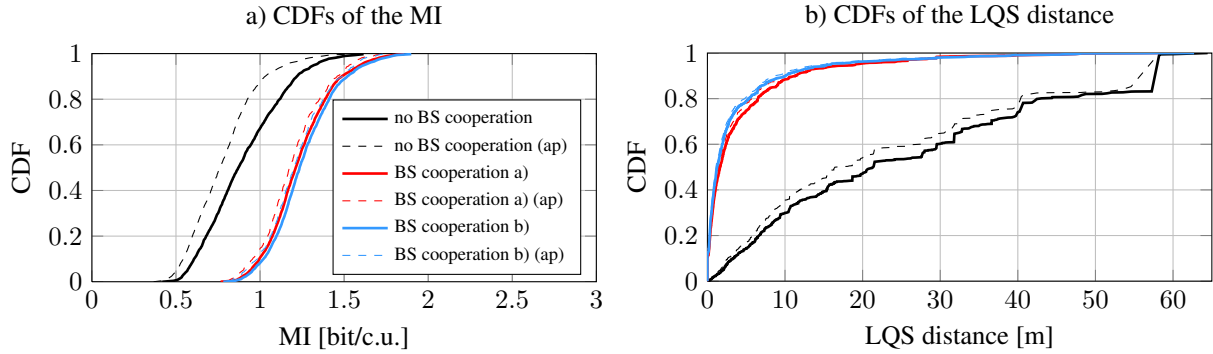 a) CDFs of the MI
CDF
1
0.8
0.6
0.4
0.2
0
0 0.5 1 1.5 2 2.5 3
MI [bit/c.u.]
no BS cooperation
no BS cooperation (ap)
BS cooperation a)
BS cooperation a) (ap)
BS cooperation b)
BS cooperation b) (ap)
b) CDFs of the LQS distance
CDF
1
0.8
0.6
0.4
0.2
0
0 10 20 30 40 50 60
LQS distance [m]